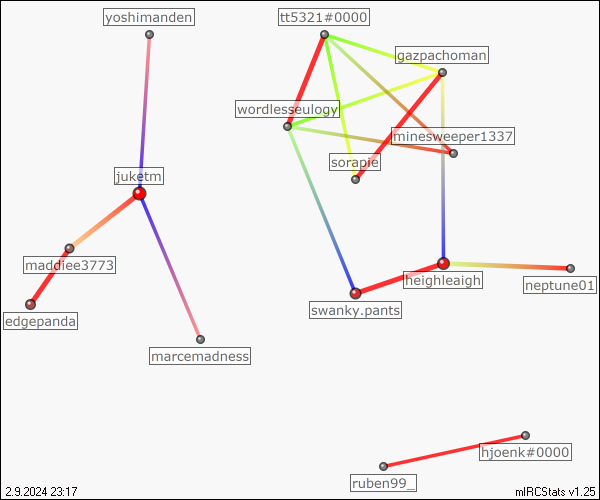 yoshimanden
tt5321#0000
gazpachoman
wordlesseulogy
minesweeper1337
sorapie
juketm
maddiee3773
heighleaigh
neptune01
edgepanda
swanky.pants
marcemadness
hjoenk#0000
ruben99_
2.9.2024 23:17
mIRCStats v1.25